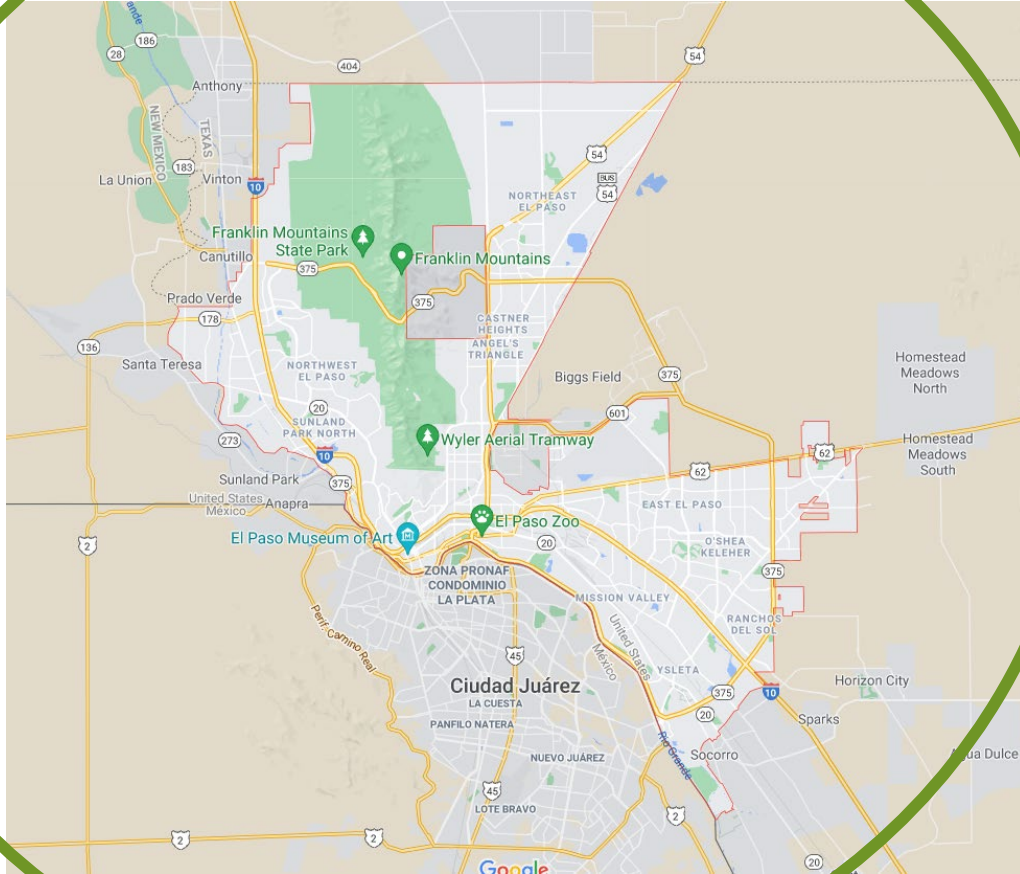 ande
186
28
54
404
Anthony
NEW MEXICO
TEXAS
54
183
La Union
Vinton
10
BUS
54
NORTHEAST
EL PASO
Franklin Mountains
State Park
Franklin Mountains
Canutillo
375
375
Prado Verde
178
CASTNER
HEIGHTS
ANGEL'S
TRIANGLE
136
Santa Teresa
NORTHWEST
EL PASO
Biggs Field
375
Homestead
Meadows
North
20
601
SUNLAND
PARK NORTH
273
Wyler Aerial Tramway
10
62
Homestead
Meadows
South
62
375
Sunland Park
United States
México
Anapra
EAST EL PASO
El Paso Zoo
2
El Paso Museum of Art
20
O'SHEA
KELEHER
ZONA PRONAF
CONDOMINIO
LA PLATA
375
MISSION VALLEY
Perif. Camino Real
United States
México
RANCHOS
DEL SOL
45
YSLETA
Ciudad Juárez
LA CUESTA
375
10
Horizon City
PANFILO NATERA
20
Sparks
Rio Grande
Socorro
NUEVO JUÁREZ
Agua Dulce
45
LOTE BRAVO
2
2
2
20
Google